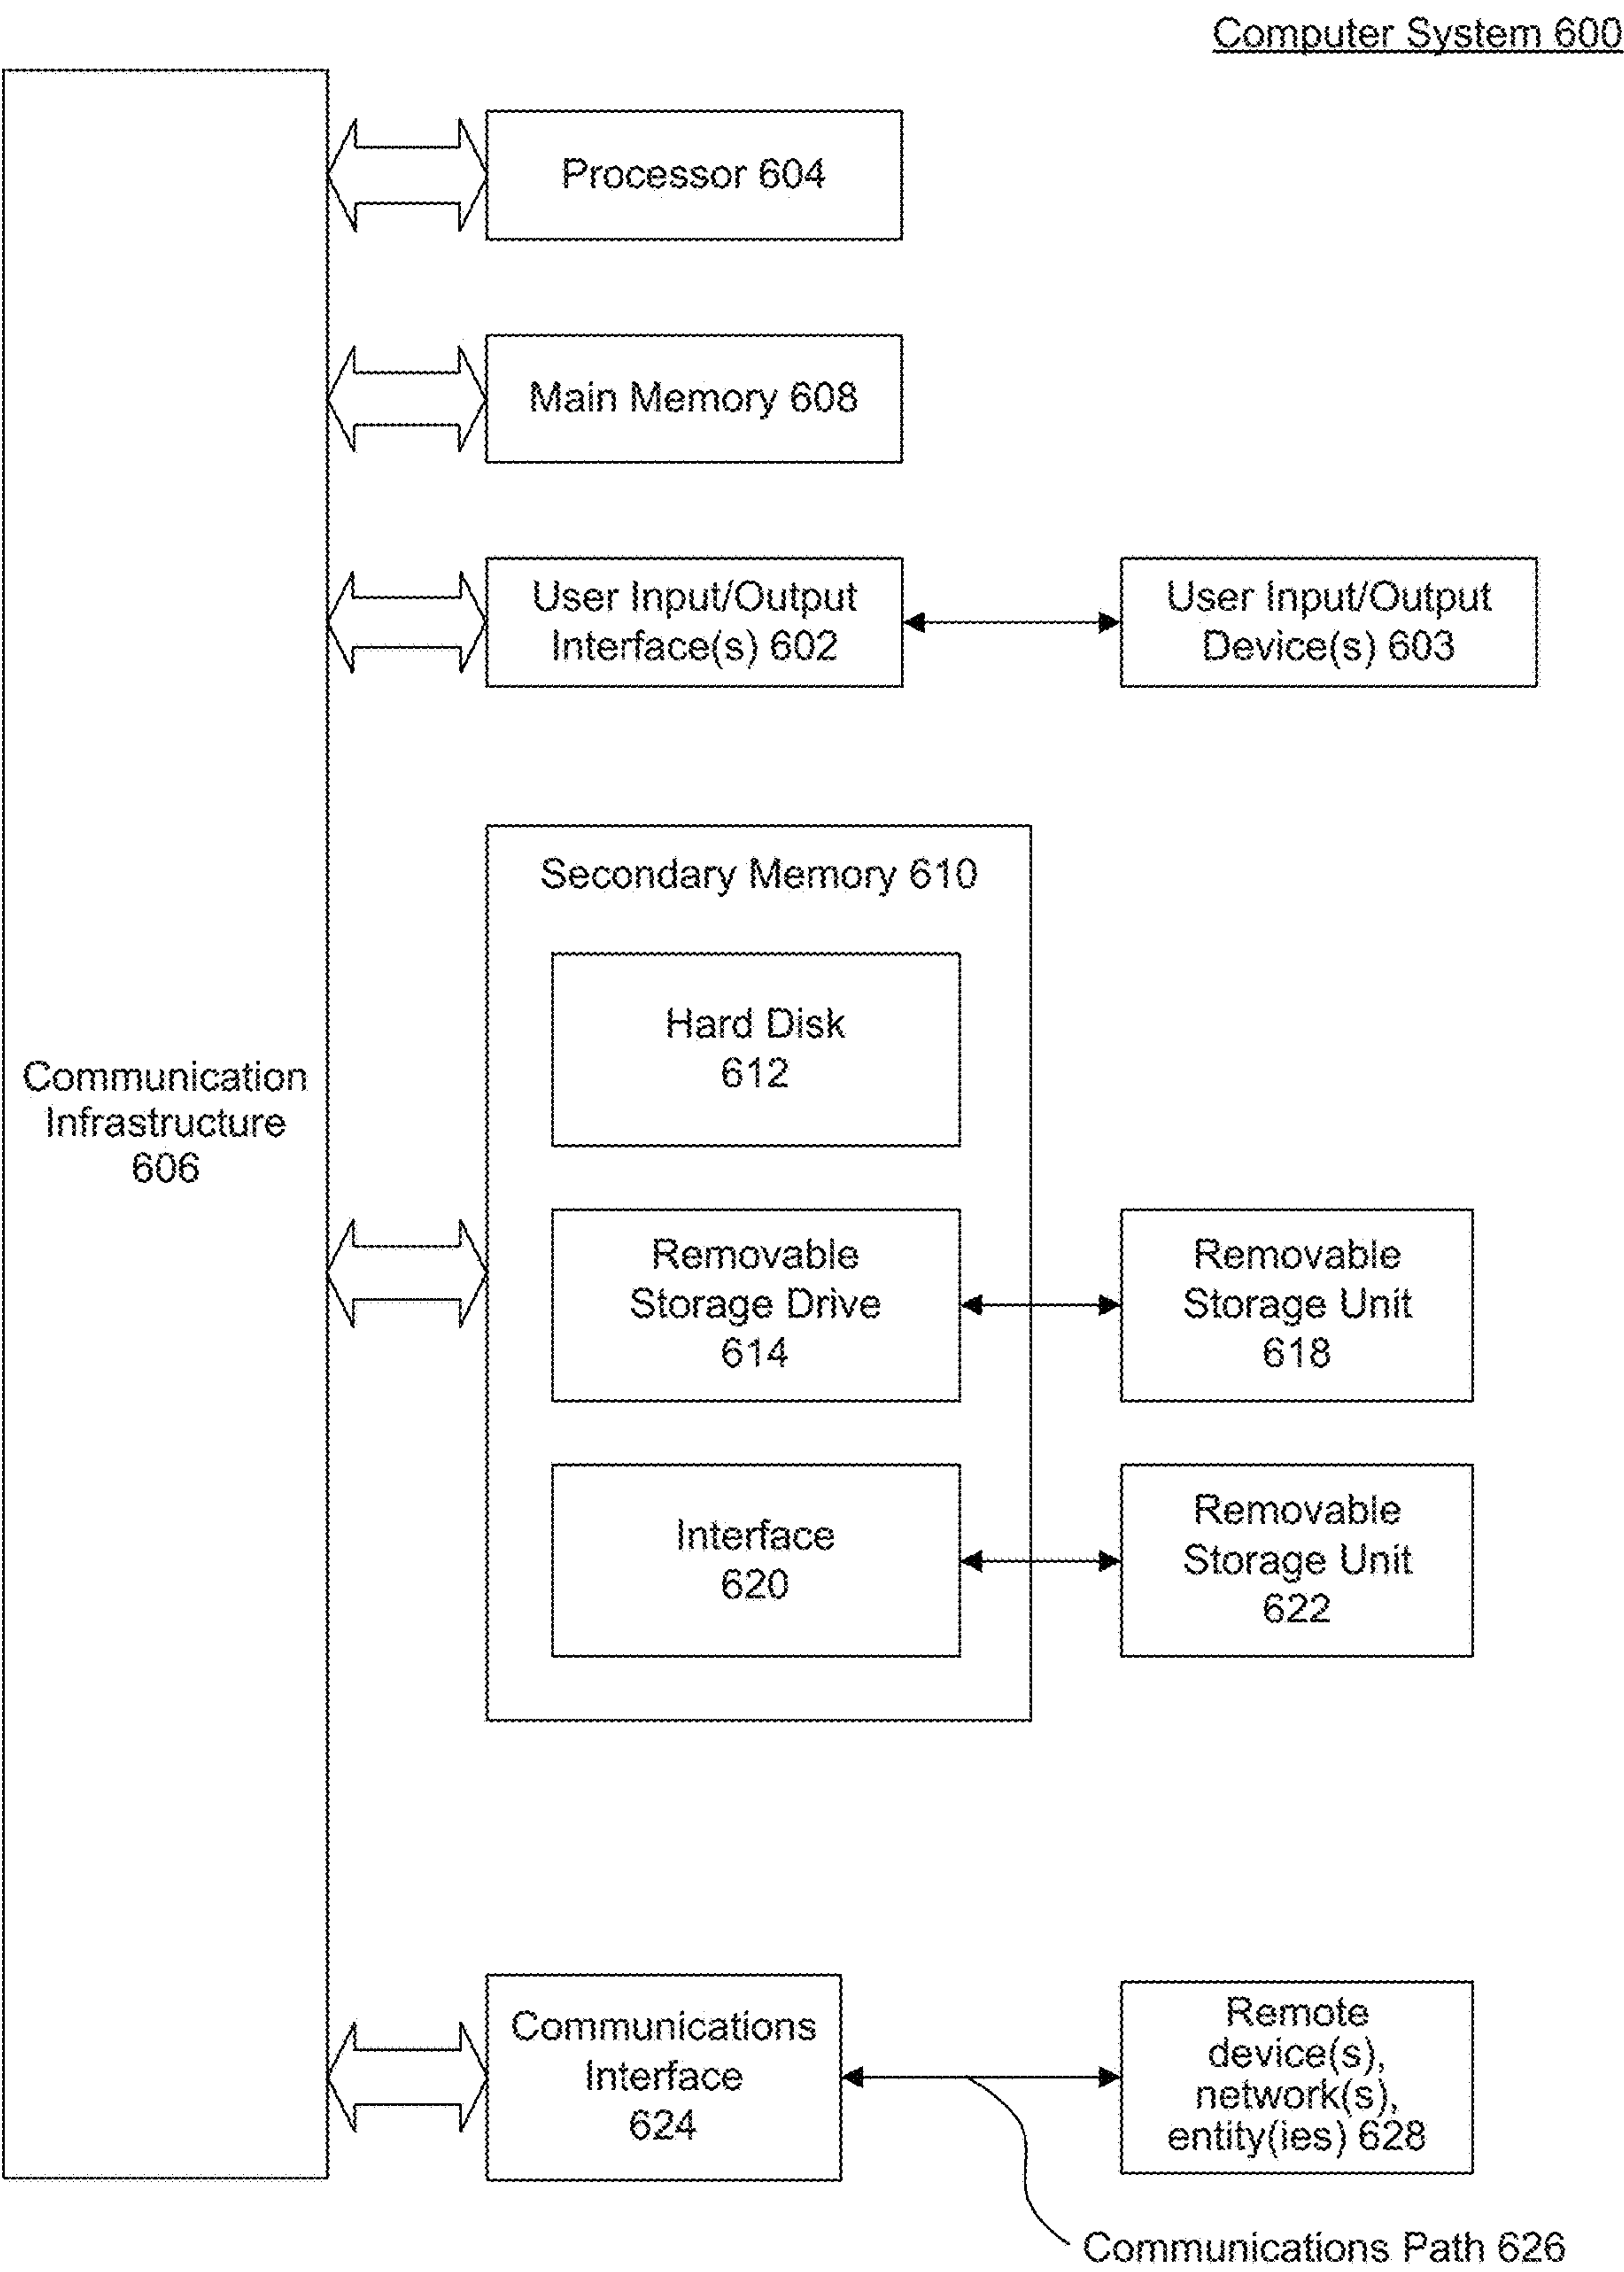 Computer System 600
Processor 604
Main Memory 608
User Input/Output
Interface(s) 602
User Input/Output
Device(s) 603
Secondary Memory 610
Hard Disk
612
Communication
Infrastructure
606
Removable
Storage Drive
614
Removable
Storage Unit
618
Interface
620
Removable
Storage Unit
622
Communications
Interface
624
Remote
device(s),
network(s),
entity(ies) 628
Communications Path 626